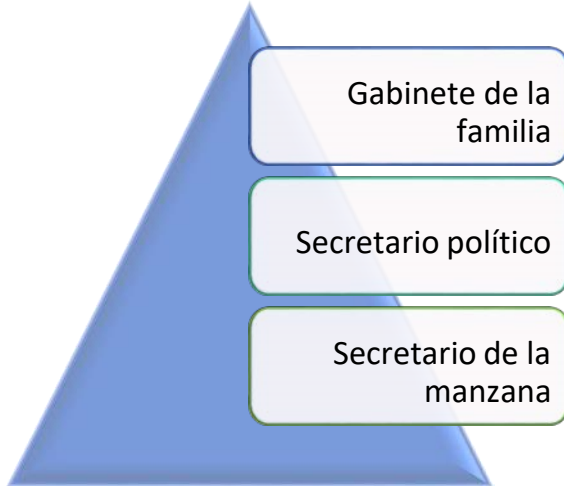 Gabinete de la
familia
Secretario político
Secretario de la
manzana